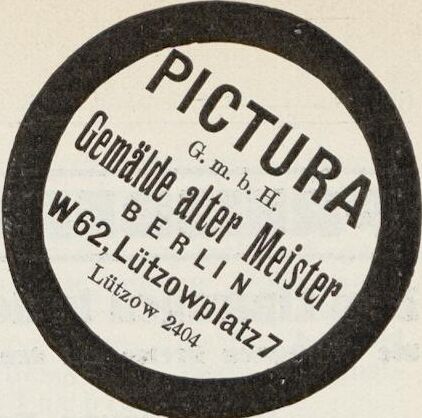 PICTURA
G. m. b. H.
Gemälde alter Meister
BERLIN
W 62, Lützowplatz 7
Lützow 2404